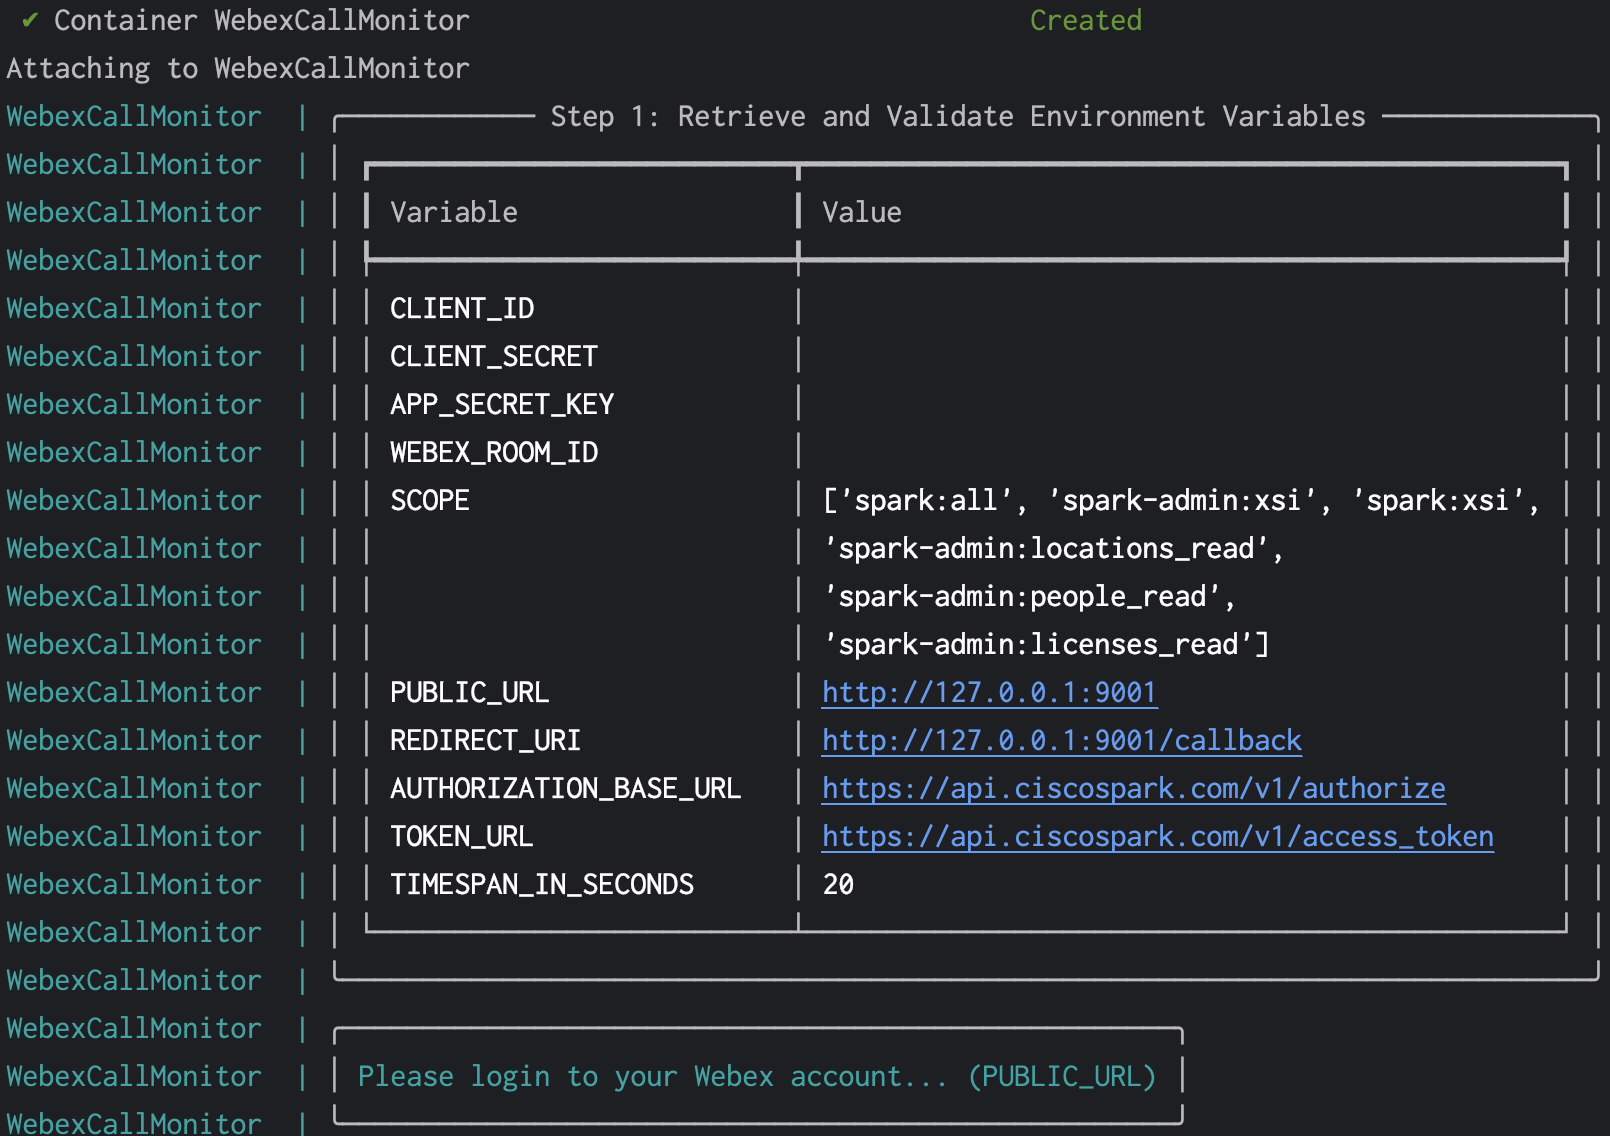 ✔ Container WebexCallMonitor Created
Attaching to WebexCallMonitor
WebexCallMonitor | Step 1: Retrieve and Validate Environment Variables
WebexCallMonitor |
WebexCallMonitor | Variable Value
WebexCallMonitor |
WebexCallMonitor | CLIENT_ID
WebexCallMonitor | CLIENT_SECRET
WebexCallMonitor | APP_SECRET_KEY
WebexCallMonitor | WEBEX_ROOM_ID
WebexCallMonitor | SCOPE ['spark:all', 'spark-admin:xsi', 'spark:xsi',
WebexCallMonitor | 'spark-admin:locations_read',
WebexCallMonitor | 'spark-admin:people_read',
WebexCallMonitor | 'spark-admin:licenses_read']
WebexCallMonitor | PUBLIC_URL http://127.0.0.1:9001
WebexCallMonitor | REDIRECT_URI http://127.0.0.1:9001/callback
WebexCallMonitor | AUTHORIZATION_BASE_URL https://api.ciscospark.com/v1/authorize
WebexCallMonitor | TOKEN_URL https://api.ciscospark.com/v1/access_token
WebexCallMonitor | TIMESPAN_IN_SECONDS 20
WebexCallMonitor |
WebexCallMonitor |
WebexCallMonitor |
WebexCallMonitor | Please login to your Webex account... (PUBLIC_URL)
WebexCallMonitor |